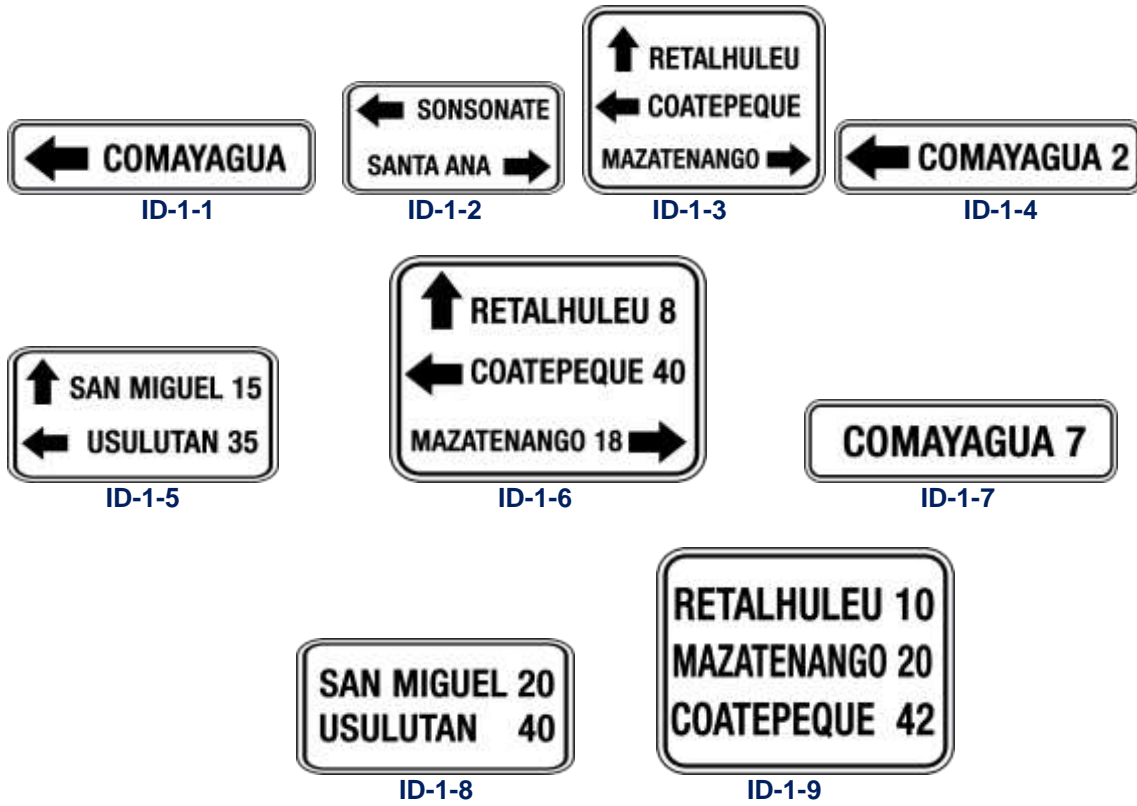 COMAYAGUA
ID-1-1
SONSONATE
SANTA ANA
ID-1-2
RETALHULEU
COATEPEQUE
MAZATENANGO
ID-1-3
COMAYAGUA 2
ID-1-4
SAN MIGUEL 15
USULUTAN 35
ID-1-5
RETALHULEU 8
COATEPEQUE 40
MAZATENANGO 18
ID-1-6
COMAYAGUA 7
ID-1-7
SAN MIGUEL 20
USULUTAN 40
ID-1-8
RETALHULEU 10
MAZATENANGO 20
COATEPEQUE 42
ID-1-9